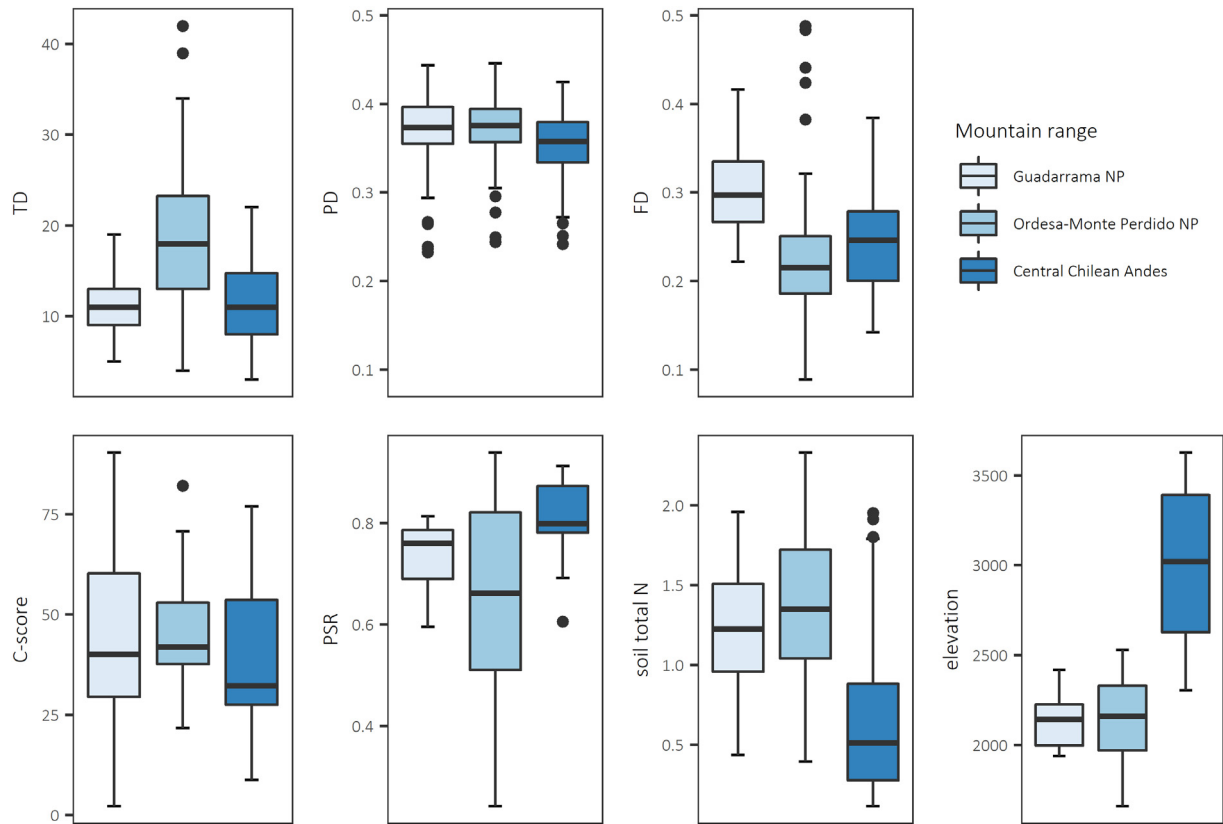 TD
40
30
20
10
PD
0.5
0.4
0.3
0.2
0.1
FD
0.5
0.4
0.3
0.2
0.1
Mountain range
Guadarrama NP
Ordesa-Monte Perdido NP
Central Chilean Andes
C-score
75
50
25
0
PSR
0.8
0.6
0.4
soil total N
2.0
1.5
1.0
0.5
elevation
3500
3000
2500
2000